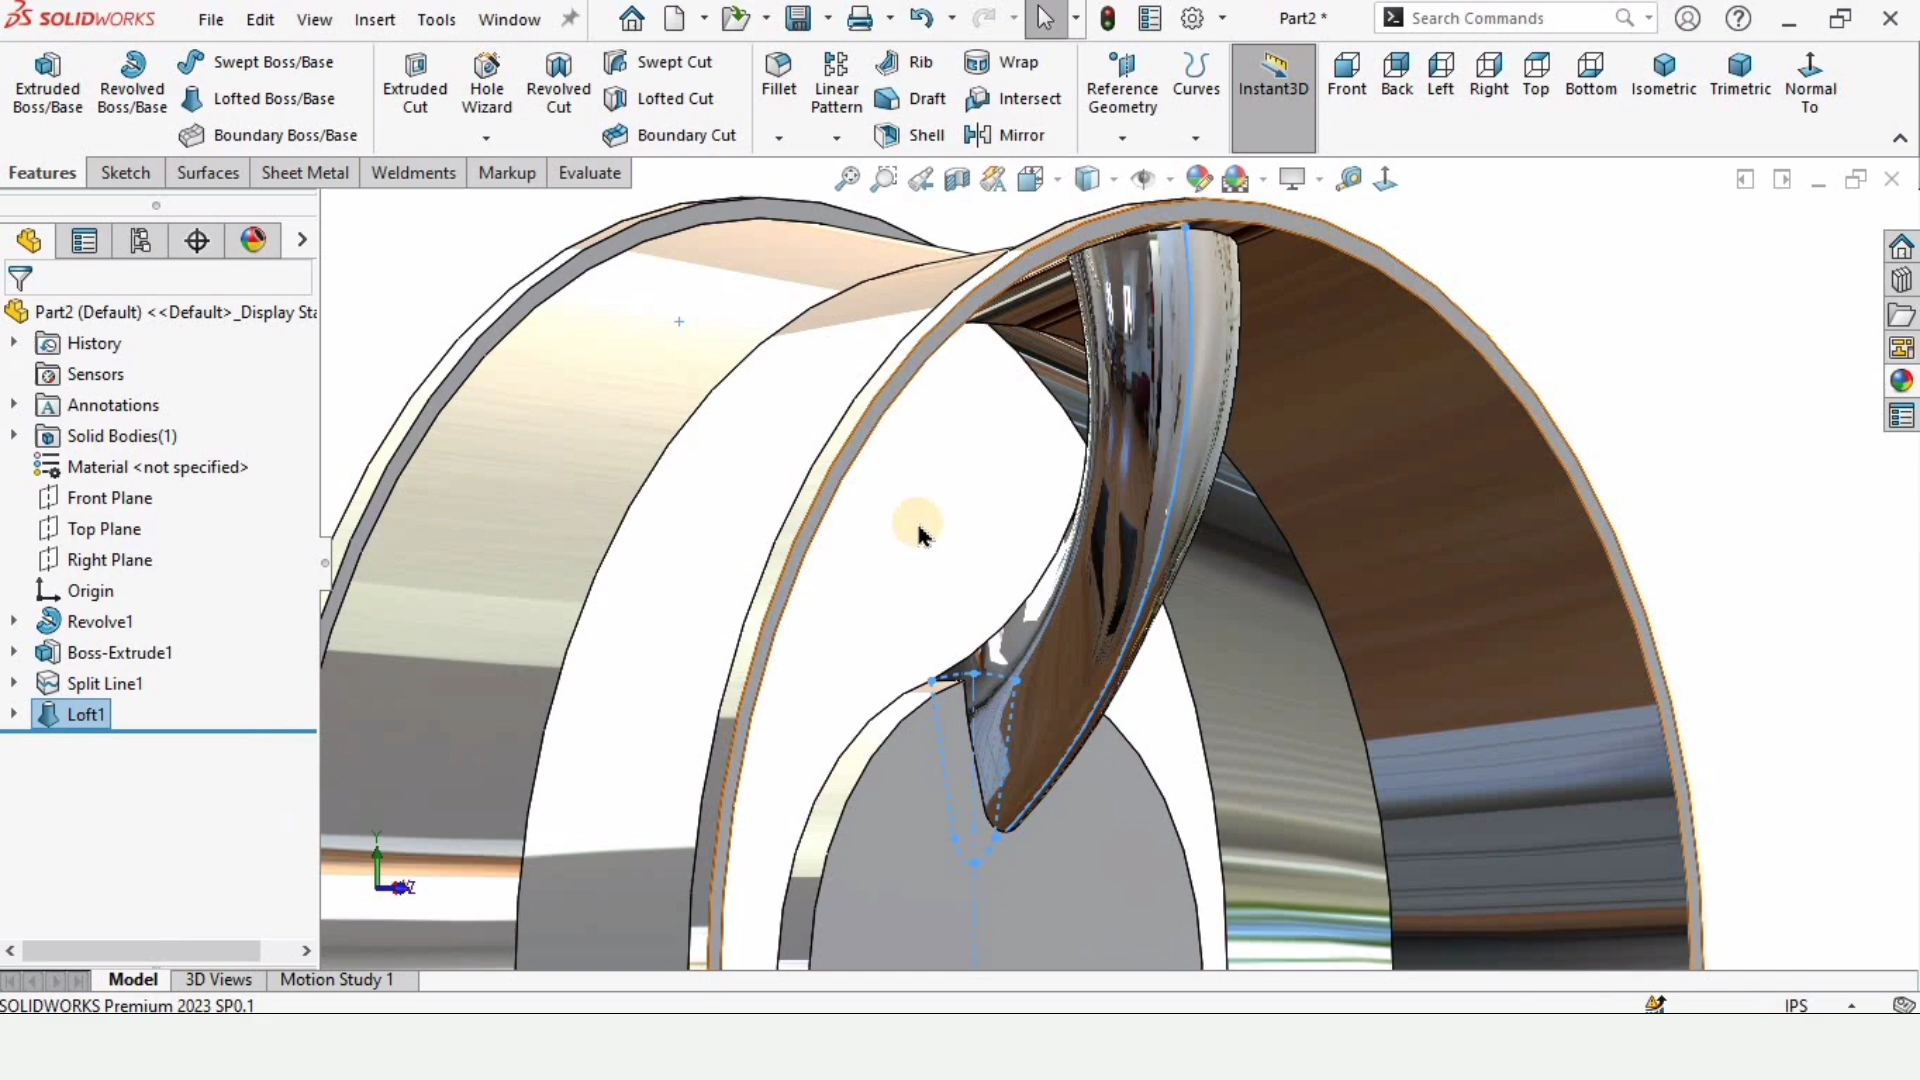 SOLIDWORKS File Edit View Insert Tools Window Part2 * Search Commands
Extruded Boss/Base
Revolved Boss/Base
Swept Boss/Base
Lofted Boss/Base
Boundary Boss/Base
Extruded Cut
Hole Wizard
Revolved Cut
Swept Cut
Lofted Cut
Boundary Cut
Fillet
Linear Pattern
Rib
Draft
Shell
Wrap
Intersect
Mirror
Reference Geometry
Curves
Instant3D
Front
Back
Left
Right
Top
Bottom
Isometric
Trimetric
Normal To
Features Sketch Surfaces Sheet Metal Weldments Markup Evaluate
Part2 (Default) <<Default>_Display Sta
History
Sensors
Annotations
Solid Bodies(1)
Material <not specified>
Front Plane
Top Plane
Right Plane
Origin
Revolve1
Boss-Extrude1
Split Line1
Loft1
Y
Z
Model 3D Views Motion Study 1
SOLIDWORKS Premium 2023 SP0.1 IPS